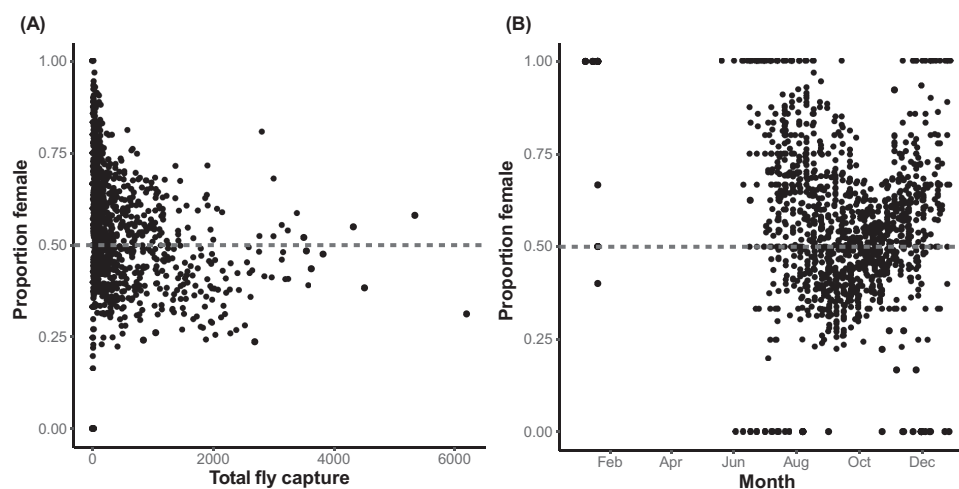 (A)
1.00
0.75
0.50
0.25
0.00
Proportion female
0 2000 4000 6000
Total fly capture
(B)
1.00
0.75
0.50
0.25
0.00
Proportion female
Feb Apr Jun Aug Oct Dec
Month